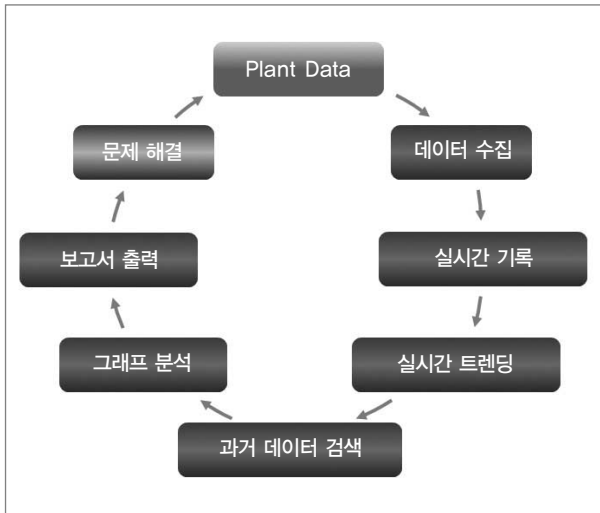 Plant Data
데이터 수집
실시간 기록
실시간 트렌딩
과거 데이터 검색
그래프 분석
보고서 출력
문제 해결